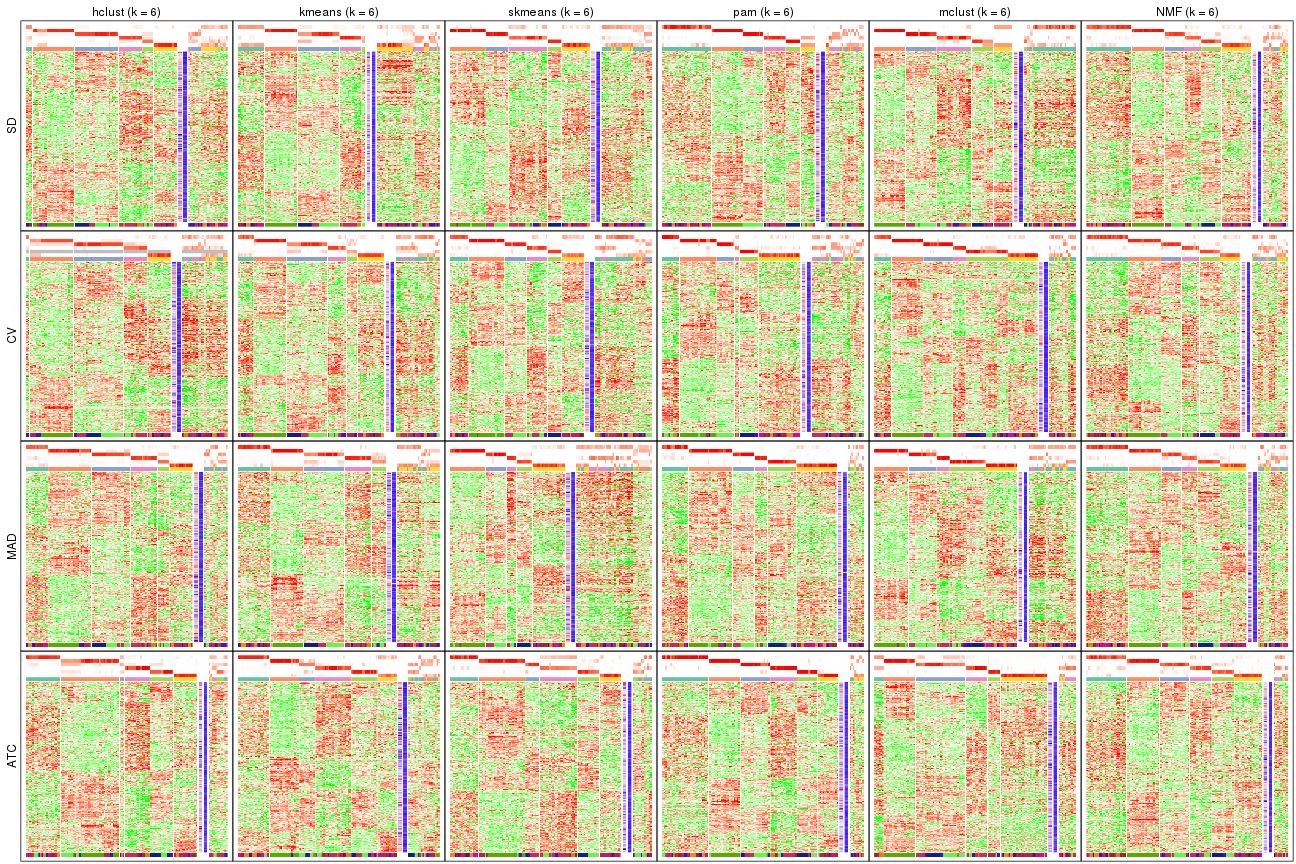 hclust (k = 6) kmeans (k = 6) skmeans (k = 6) pam (k = 6) mclust (k = 6) NMF (k = 6)
SD
CV
MAD
ATC